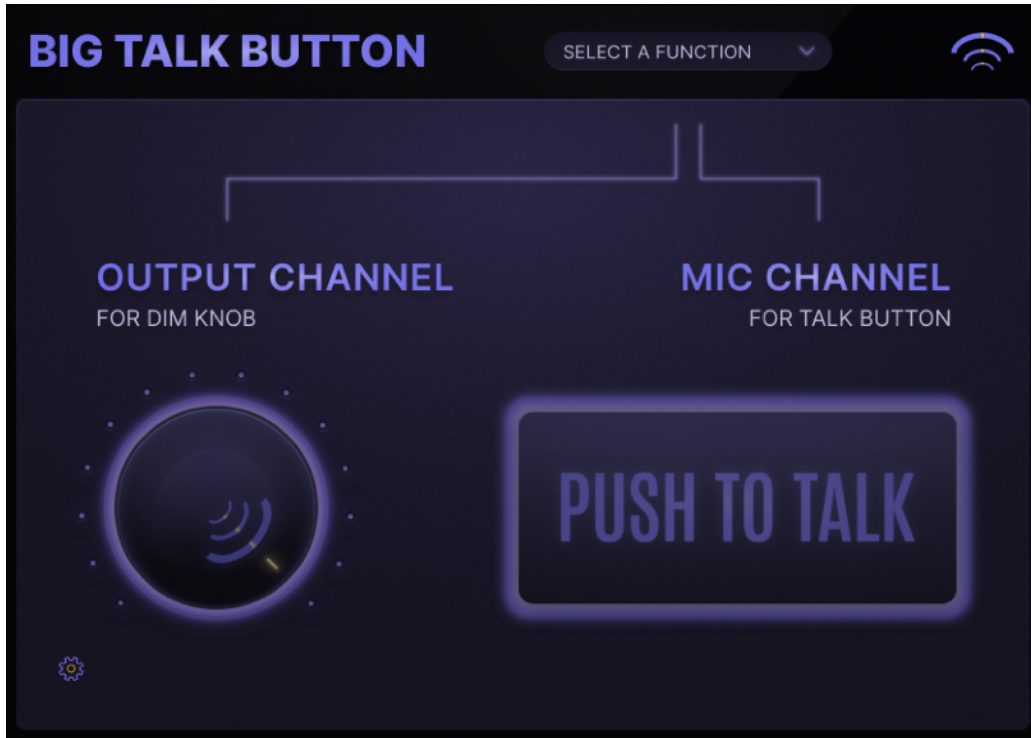 BIG TALK BUTTON
SELECT A FUNCTION
OUTPUT CHANNEL
FOR DIM KNOB
MIC CHANNEL
FOR TALK BUTTON
PUSH TO TALK